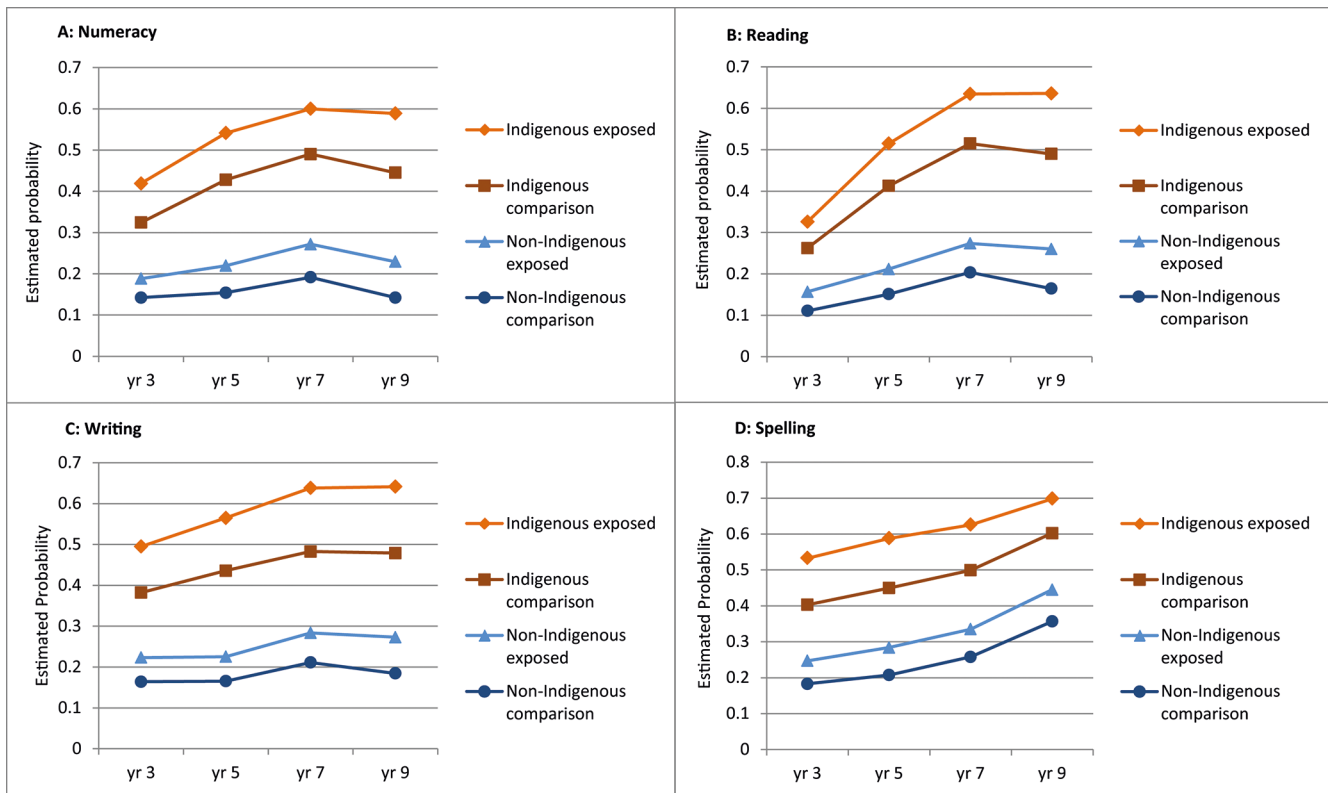 A: Numeracy
Estimated probability
0.7
0.6
0.5
0.4
0.3
0.2
0.1
0
yr 3 yr 5 yr 7 yr 9
Indigenous exposed
Indigenous
comparison
Non-Indigenous
exposed
Non-Indigenous
comparison
B: Reading
Estimated probability
0.7
0.6
0.5
0.4
0.3
0.2
0.1
0
yr 3 yr 5 yr 7 yr 9
Indigenous exposed
Indigenous
comparison
Non-Indigenous
exposed
Non-Indigenous
comparison
C: Writing
Estimated Probability
0.7
0.6
0.5
0.4
0.3
0.2
0.1
0
yr 3 yr 5 yr 7 yr 9
Indigenous exposed
Indigenous
comparison
Non-Indigenous
exposed
Non-Indigenous
comparison
D: Spelling
Estimated Probability
0.8
0.7
0.6
0.5
0.4
0.3
0.2
0.1
0
yr 3 yr 5 yr 7 yr 9
Indigenous exposed
Indigenous
comparison
Non-Indigenous
exposed
Non-Indigenous
comparison